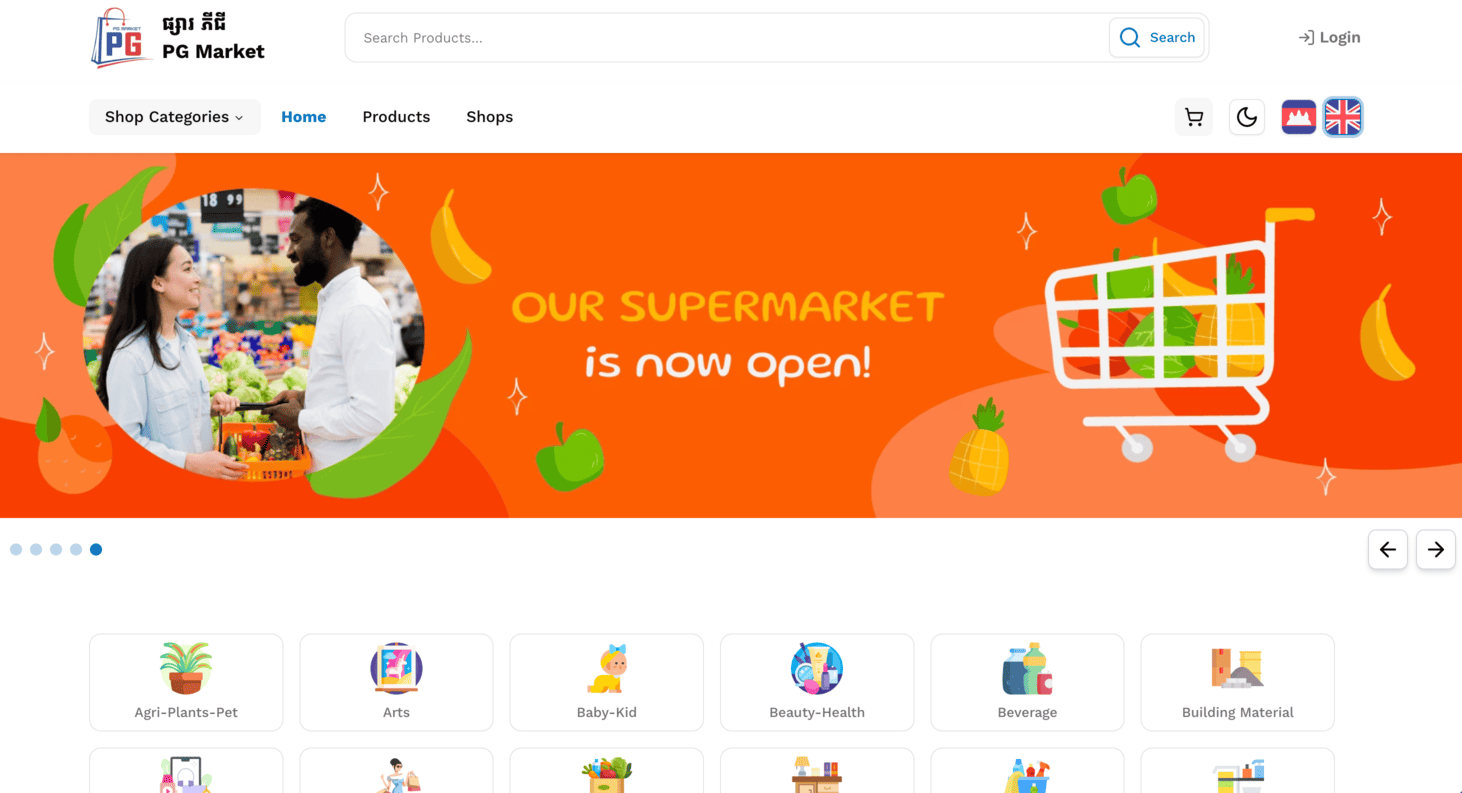 PG MARKET
PG
ផ្សារ ភីជី
PG Market
Search Products...
Search
Login
Shop Categories
Home
Products
Shops
18 99
OUR SUPERMARKET
is now open!
Agri-Plants-Pet
Arts
Baby-Kid
Beauty-Health
Beverage
Building Material